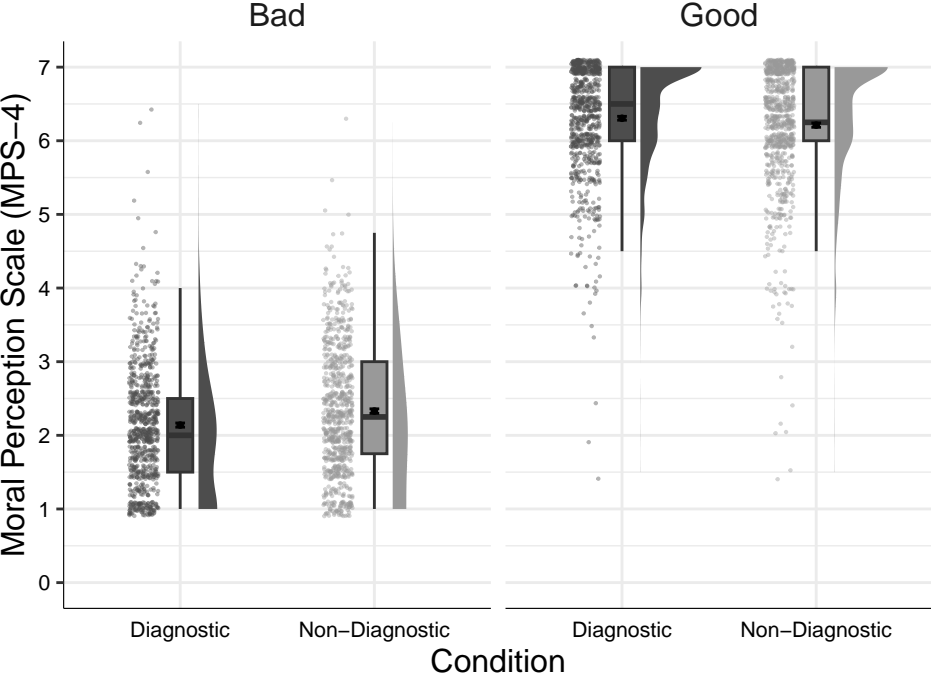 Bad
Good
Moral Perception Scale (MPS−4)
7
6
5
4
3
2
1
0
Diagnostic
Non−Diagnostic
Diagnostic
Non−Diagnostic
Condition